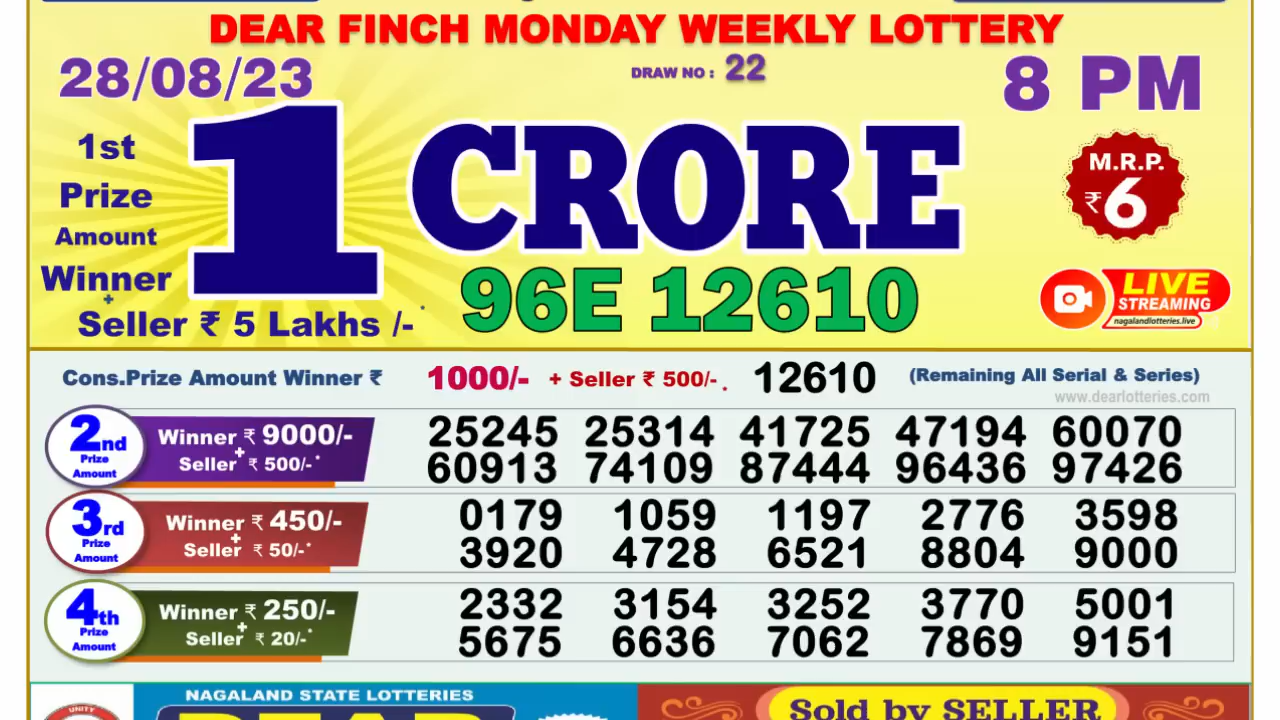 DEAR FINCH MONDAY WEEKLY LOTTERY
28/08/23
DRAW NO : 22
8 PM
1st
Prize
Amount
Winner
+
Seller ₹ 5 Lakhs /-
1 CRORE
96E 12610
M.R.P.
₹ 6
LIVE
STREAMING
nagalandlotteries.live
Cons.Prize Amount Winner ₹ 1000/- + Seller ₹ 500/- . 12610 (Remaining All Serial & Series)
www.dearlotteries.com
2nd
Prize
Amount
Winner ₹ 9000/-
+
Seller ₹ 500/-*
25245 25314 41725 47194 60070
60913 74109 87444 96436 97426
3rd
Prize
Amount
Winner ₹ 450/-
+
Seller ₹ 50/-*
0179 1059 1197 2776 3598
3920 4728 6521 8804 9000
4th
Prize
Amount
Winner ₹ 250/-
+
Seller ₹ 20/-*
2332 3154 3252 3770 5001
5675 6636 7062 7869 9151
UNITY
NAGALAND STATE LOTTERIES
DEAR
Sold by SELLER